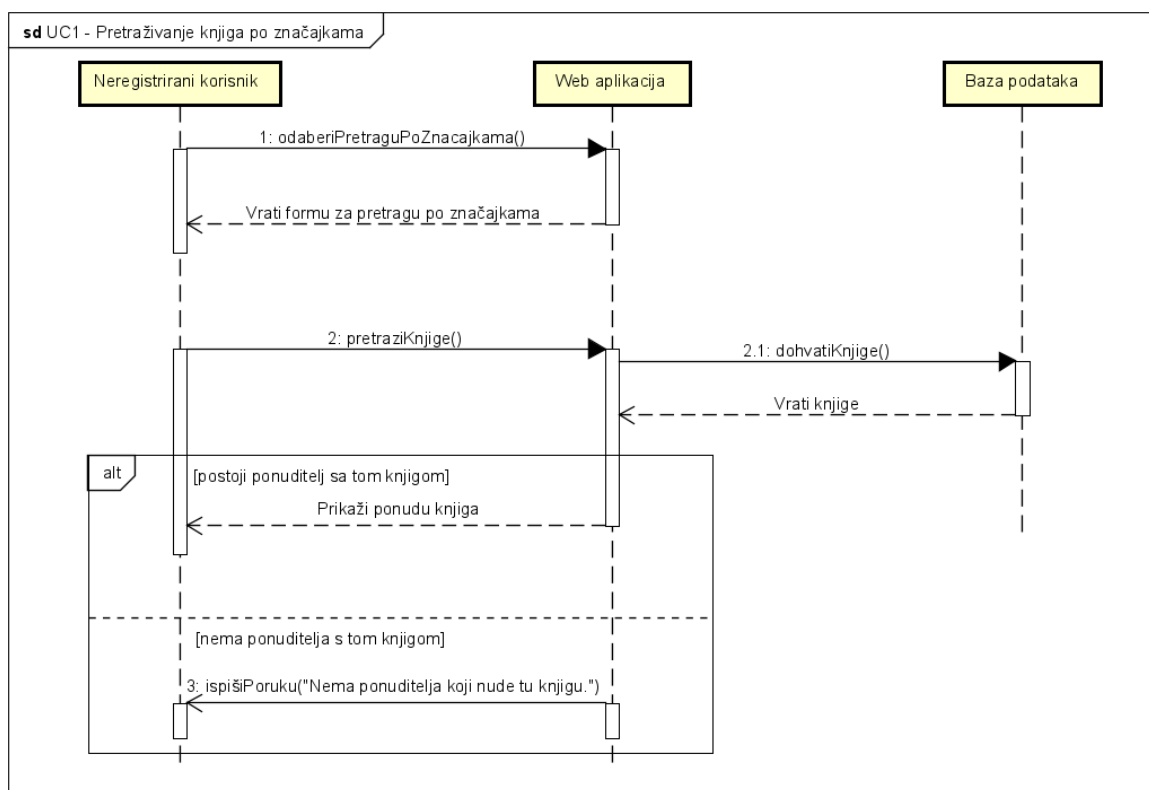 sd UC1 - Pretraživanje knjiga po značajkama
Neregistrirani korisnik
Web aplikacija
Baza podataka
1: odaberiPretraguPoZnacajkama()
Vrati formu za pretragu po značajkama
2: pretraziKnjige()
2.1: dohvatiKnjige()
Vrati knjige
alt
[postoji ponuditelj sa tom knjigom]
Prikaži ponudu knjiga
[nema ponuditelja s tom knjigom]
3: ispišiPoruku("Nema ponuditelja koji nude tu knjigu.")